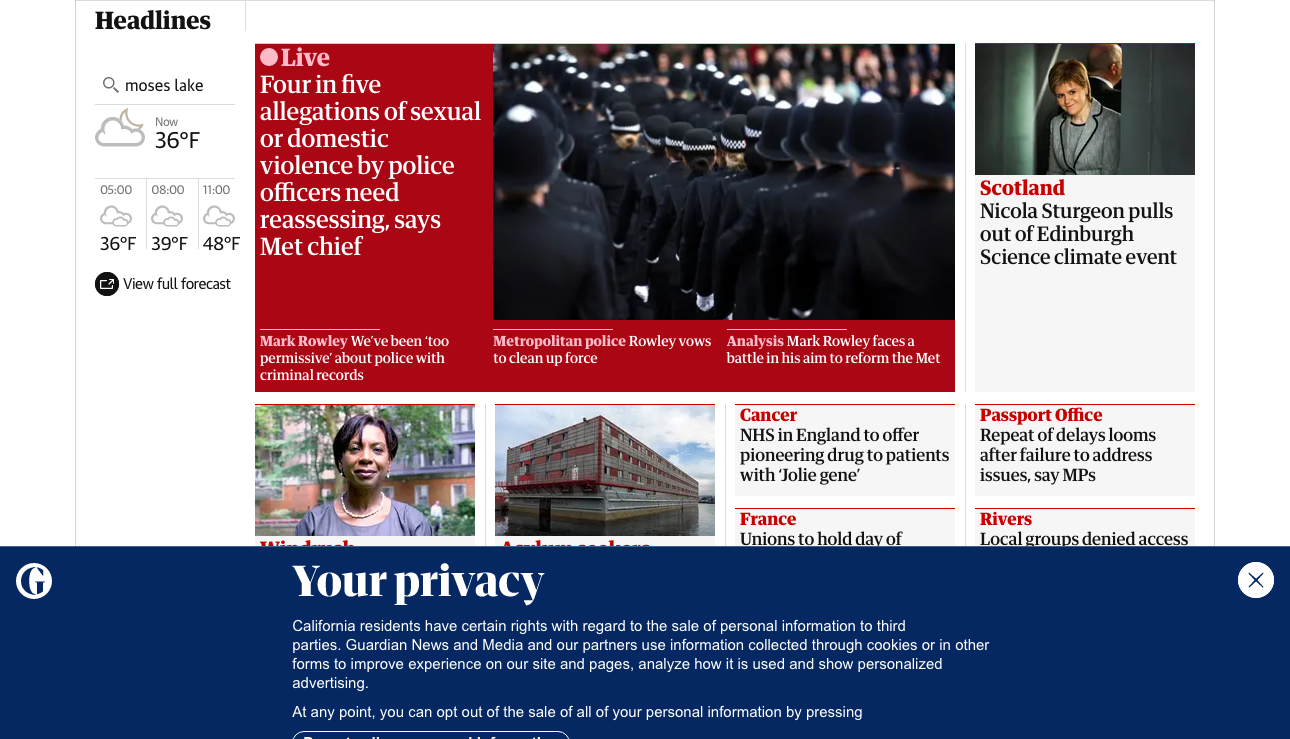 Headlines
moses lake
Now
36°F
05:00
08:00
11:00
36°F
39°F
48°F
View full forecast
Live
Four in five
allegations of sexual
or domestic
violence by police
officers need
reassessing, says
Met chief
Mark Rowley We've been ‘too
permissive’ about police with
criminal records
Metropolitan police Rowley vows
to clean up force
Analysis Mark Rowley faces a
battle in his aim to reform the Met
Scotland
Nicola Sturgeon pulls
out of Edinburgh
Science climate event
Windrush
Asylum seekers
Cancer
NHS in England to offer
pioneering drug to patients
with ‘Jolie gene’
France
Unions to hold day of
Passport Office
Repeat of delays looms
after failure to address
issues, say MPs
Rivers
Local groups denied access
Your privacy
California residents have certain rights with regard to the sale of personal information to third
parties. Guardian News and Media and our partners use information collected through cookies or in other
forms to improve experience on our site and pages, analyze how it is used and show personalized
advertising.
At any point, you can opt out of the sale of all of your personal information by pressing